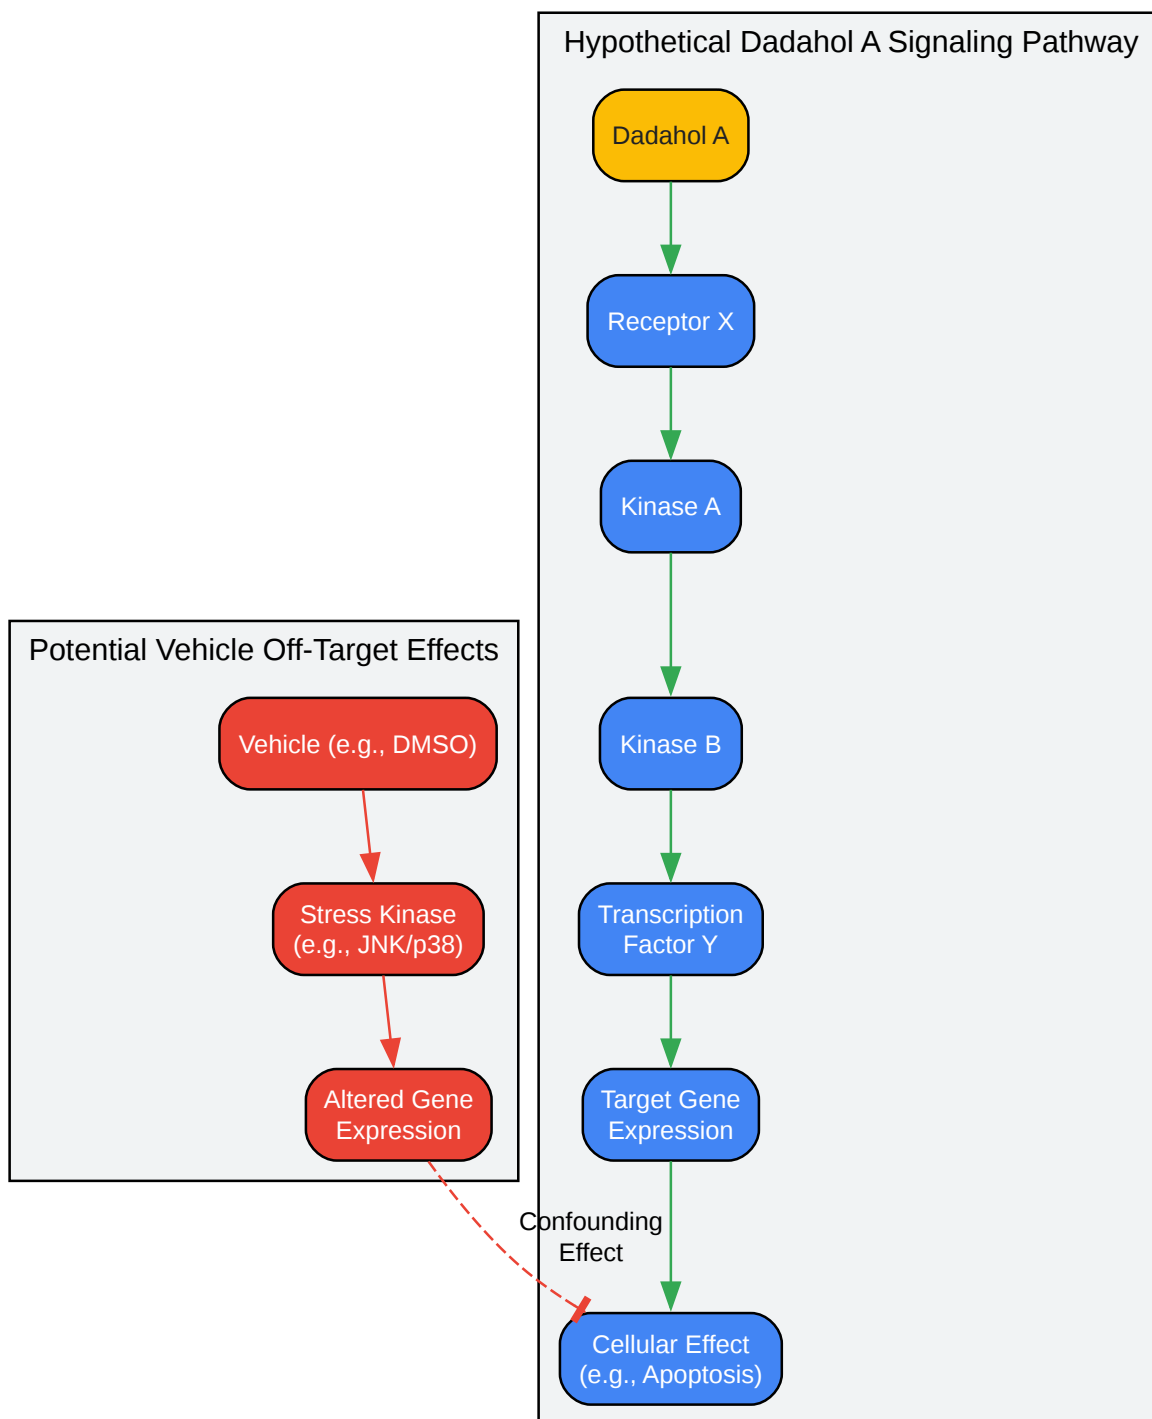 Hypothetical Dadahol A Signaling Pathway
Dadahol A
Receptor X
Kinase A
Kinase B
Transcription
Factor Y
Target Gene
Expression
Potential Vehicle Off-Target Effects
Vehicle (e.g., DMSO)
Stress Kinase
(e.g., JNK/p38)
Altered Gene
Expression
Confounding
Effect
Cellular Effect
(e.g., Apoptosis)